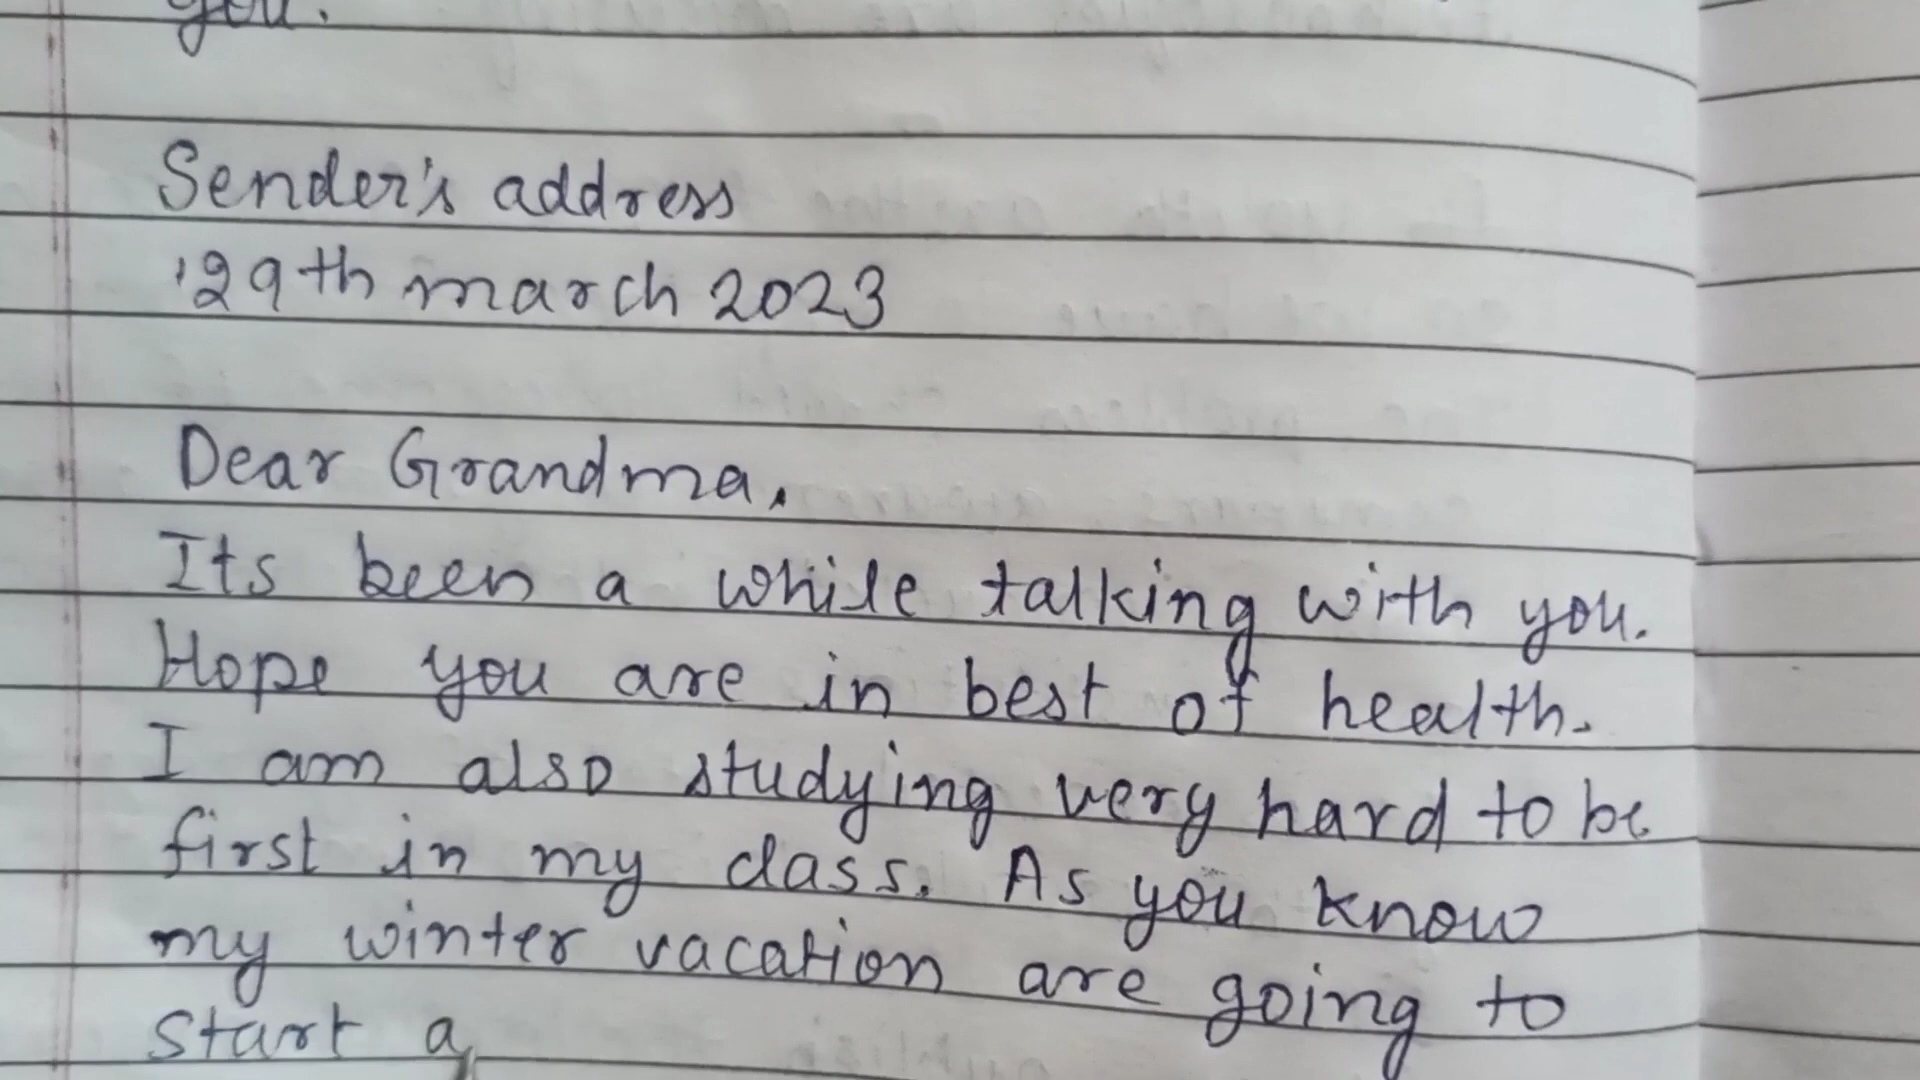 you.
Sender's address
29th march 2023
Dear Grandma,
Its been a while talking with you.
Hope you are in best of health.
I am also studying very hard to be
first in my class. As you know
my winter vacation are going to
start a